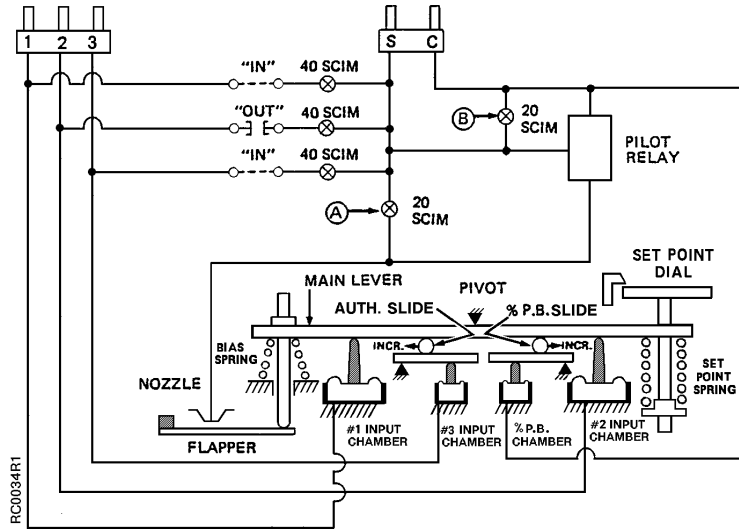 1 2 3
S C
"IN" 40 SCIM
"OUT" 40 SCIM
"IN" 40 SCIM
B
20
SCIM
PILOT
RELAY
A
20
SCIM
SET POINT
DIAL
MAIN LEVER
PIVOT
AUTH. SLIDE
% P.B. SLIDE
INCR.
INCR.
BIAS
SPRING
SET
POINT
SPRING
NOZZLE
FLAPPER
#1 INPUT
CHAMBER
#3 INPUT
CHAMBER
% P.B.
CHAMBER
#2 INPUT
CHAMBER
RC0034R1